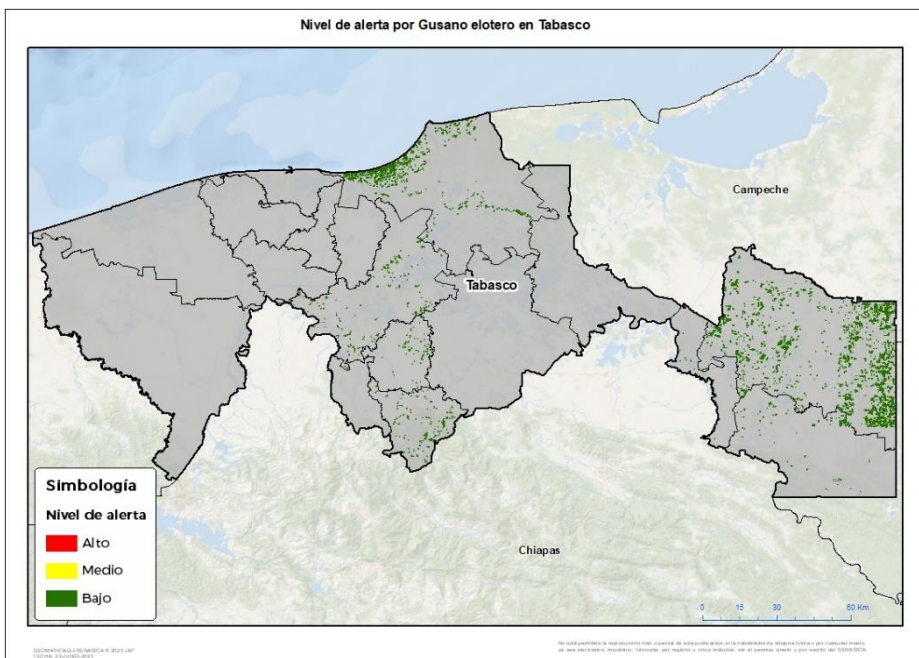 Nivel de alerta por Gusano elotero en Tabasco
Campeche
Tabasco
Chiapas
Simbología
Nivel de alerta
Alto
Medio
Bajo
0 15 30 60 Km